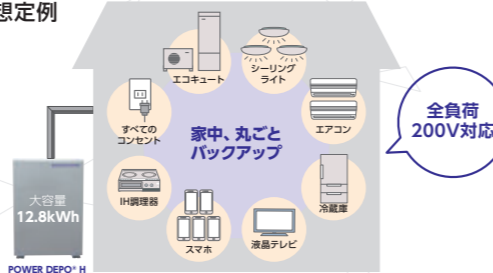 想定例
エコキュート
シーリング
ライト
すべての
コンセント
家中、丸ごと
バックアップ
エアコン
全負荷
200V対応
大容量
12.8kWh
IH調理器
冷蔵庫
スマホ
液晶テレビ
POWER DEPO® H